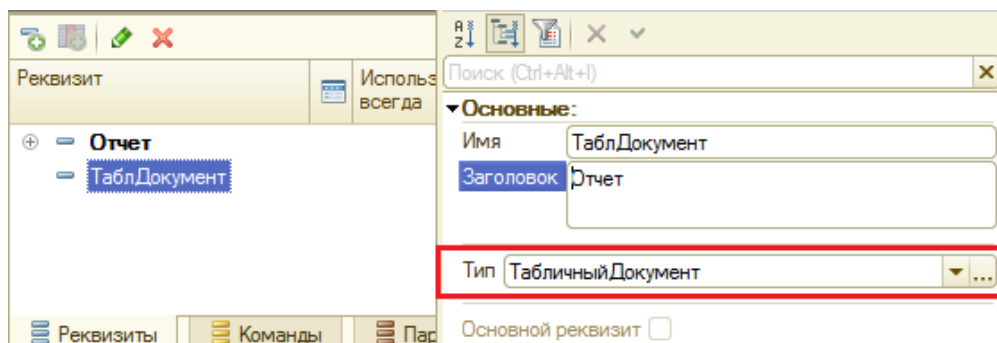 Реквизит
Использ
всегда
Отчет
ТаблДокумент
Реквизиты
Команды
Пар
Поиск (Ctrl+Alt+I)
Основные:
Имя ТаблДокумент
Заголовок Отчет
Тип ТабличныйДокумент
Основной реквизит